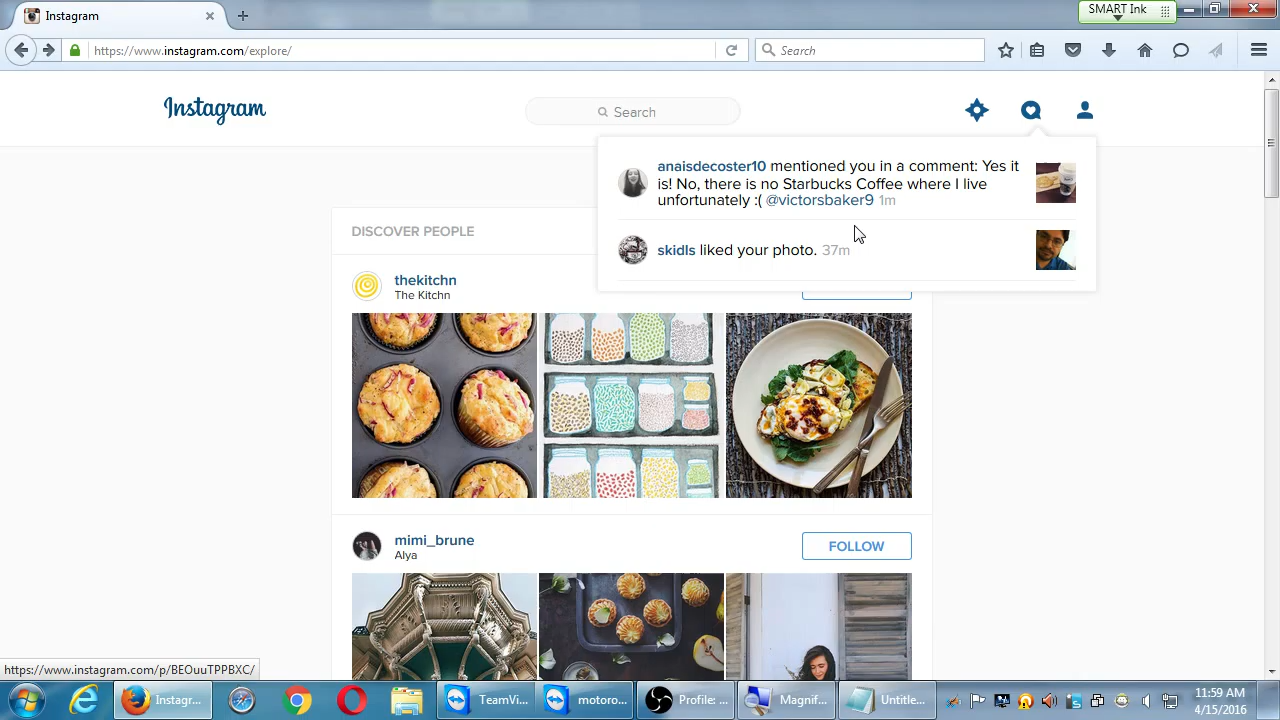 Instagram
SMART Ink
https://www.instagram.com/explore/
Search
Instagram
Search
anaisdecoster10 mentioned you in a comment: Yes it
is! No, there is no Starbucks Coffee where I live
unfortunately :( @victorsbaker9 1m
skidls liked your photo. 37m
DISCOVER PEOPLE
thekitchn
The Kitchn
mimi_brune
Alya
FOLLOW
https://www.instagram.com/p/BEOuuTPPBXC/
Instagr...
TeamVi...
motoro...
Profile: ...
Magnif...
Untitle...
11:59 AM
4/15/2016